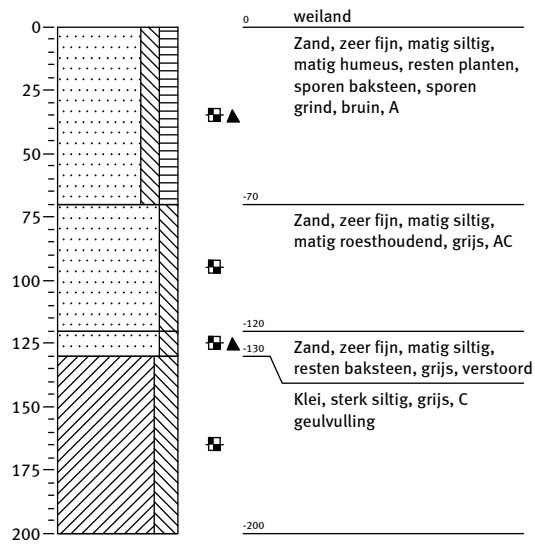 0
25
50
75
100
125
150
175
200
0
weiland
Zand, zeer fijn, matig siltig,
matig humeus, resten planten,
sporen baksteen, sporen
grind, bruin, A
-70
Zand, zeer fijn, matig siltig,
matig roesthoudend, grijs, AC
-120
Zand, zeer fijn, matig siltig,
resten baksteen, grijs, verstoord
-130
Klei, sterk siltig, grijs, C
geulvulling
-200